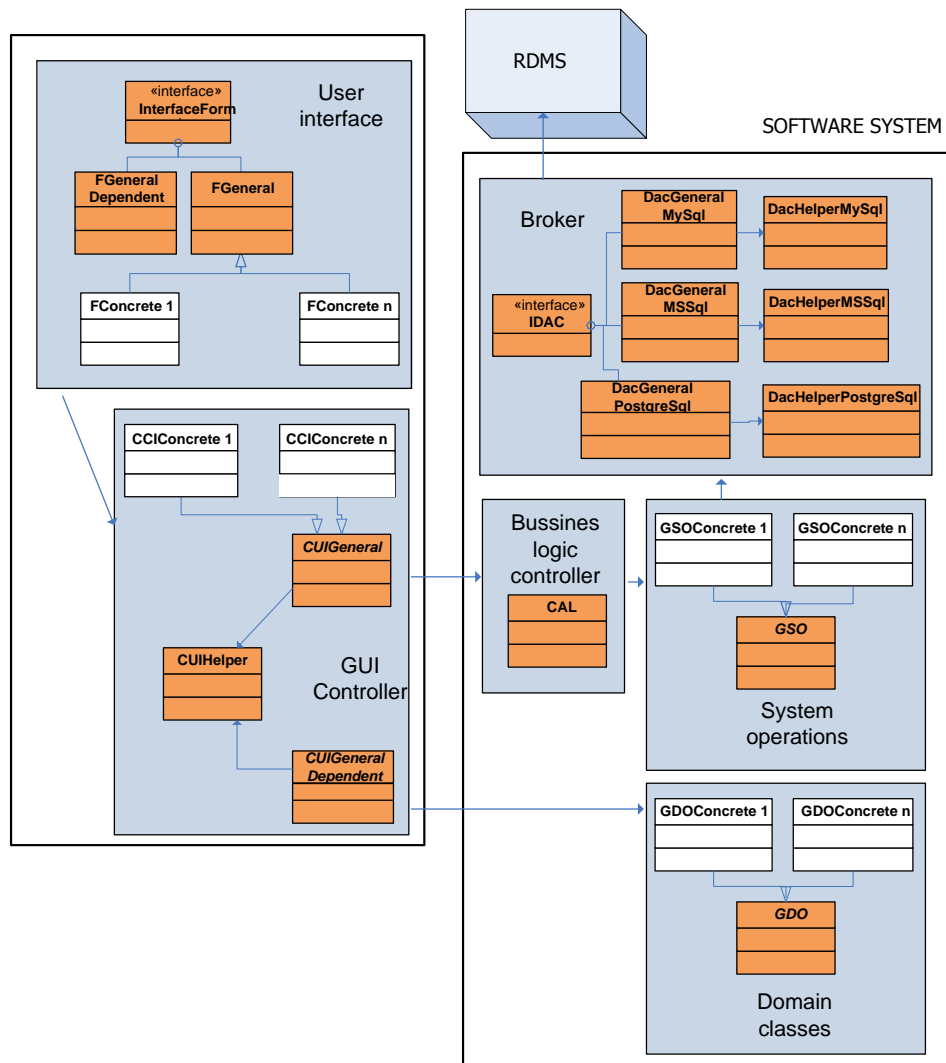 RDMS
SOFTWARE SYSTEM
User
interface
«interface»
InterfaceForm
FGeneral
Dependent
FGeneral
FConcrete 1
FConcrete n
Broker
DacGeneral
MySql
DacHelperMySql
«interface»
IDAC
DacGeneral
MSSql
DacHelperMSSql
DacGeneral
PostgreSql
DacHelperPostgreSql
CCIConcrete 1
CCIConcrete n
CUIGeneral
CUIHelper
GUI
Controller
CUIGeneral
Dependent
Bussines
logic
controller
CAL
GSOConcrete 1
GSOConcrete n
GSO
System
operations
GDOConcrete 1
GDOConcrete n
GDO
Domain
classes